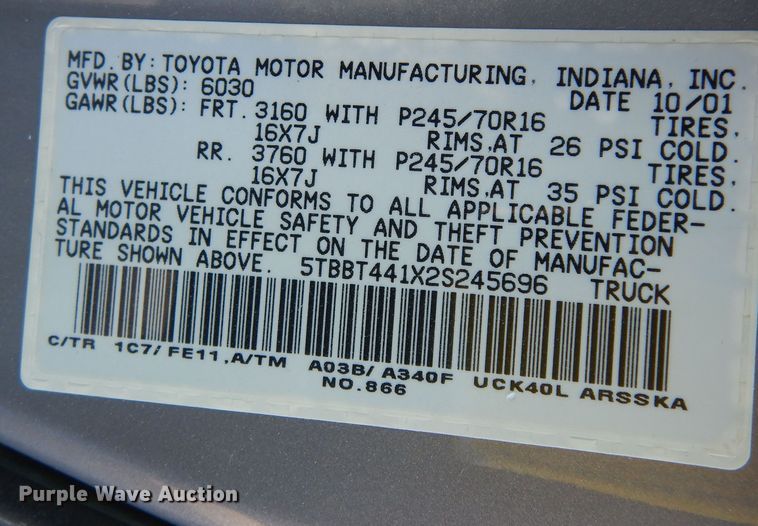 MFD. BY: TOYOTA MOTOR MANUFACTURING, INDIANA, INC.
GVWR(LBS): 6030 DATE 10/01
GAWR(LBS): FRT. 3160 WITH P245/70R16 TIRES,
16X7J RIMS,AT 26 PSI COLD.
RR. 3760 WITH P245/70R16 TIRES,
16X7J RIMS,AT 35 PSI COLD.
THIS VEHICLE CONFORMS TO ALL APPLICABLE FEDER-
AL MOTOR VEHICLE SAFETY AND THEFT PREVENTION
STANDARDS IN EFFECT ON THE DATE OF MANUFAC-
TURE SHOWN ABOVE. 5TBBT441X2S245696 TRUCK
C/TR 1C7/FE11,A/TM A03B/A340F UCK40L ARSSKA
NO.866
Purple Wave Auction